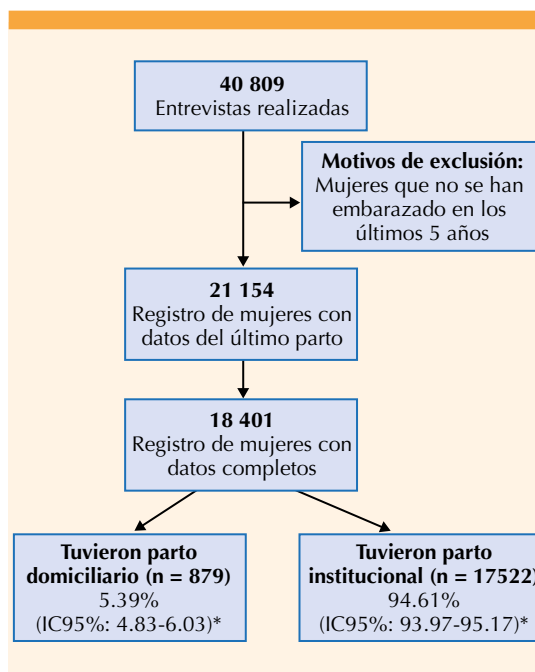 40 809
Entrevistas realizadas
Motivos de exclusión:
Mujeres que no se han
embarazado en los
últimos 5 años
21 154
Registro de mujeres con
datos del último parto
18 401
Registro de mujeres con
datos completos
Tuvieron parto
domiciliario (n = 879)
5.39%
(IC95%: 4.83-6.03)*
Tuvieron parto
institucional (n = 17522)
94.61%
(IC95%: 93.97-95.17)*